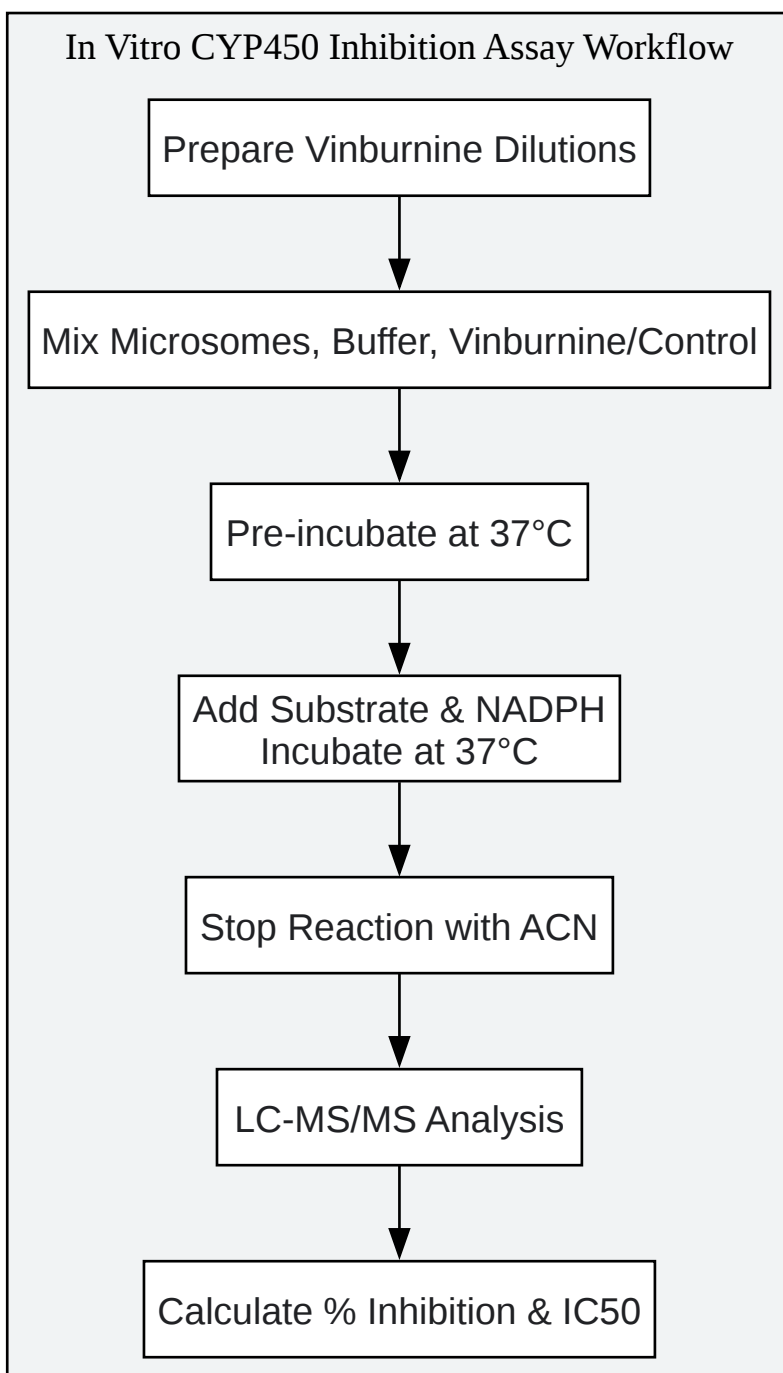 In Vitro CYP450 Inhibition Assay Workflow
Prepare Vinburnine Dilutions
Mix Microsomes, Buffer, Vinburnine/Control
Pre-incubate at 37°C
Add Substrate & NADPH
Incubate at 37°C
Stop Reaction with ACN
LC-MS/MS Analysis
Calculate % Inhibition & IC50